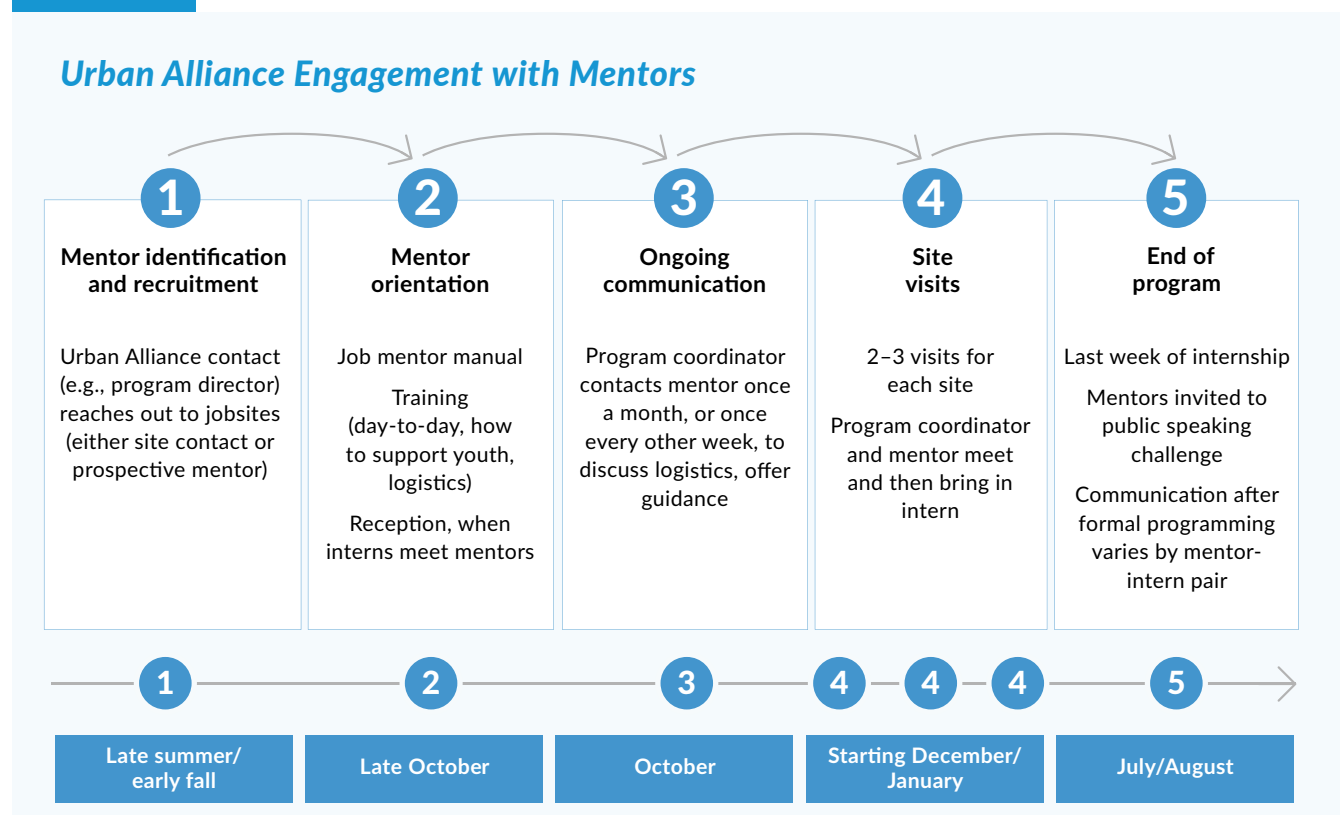 Urban Alliance Engagement with Mentors
1
Mentor identification
and recruitment
Urban Alliance contact
(e.g., program director)
reaches out to jobsites
(either site contact or
prospective mentor)
2
Mentor
orientation
Job mentor manual
Training
(day-to-day, how
to support youth,
logistics)
Reception, when
interns meet mentors
3
Ongoing
communication
Program coordinator
contacts mentor once
a month, or once
every other week, to
discuss logistics, offer
guidance
4
Site
visits
2–3 visits for
each site
Program coordinator
and mentor meet
and then bring in
intern
5
End of
program
Last week of internship
Mentors invited to
public speaking
challenge
Communication after
formal programming
varies by mentor-
intern pair
1
2
3
4
4
4
5
Late summer/
early fall
Late October
October
Starting December/
January
July/August